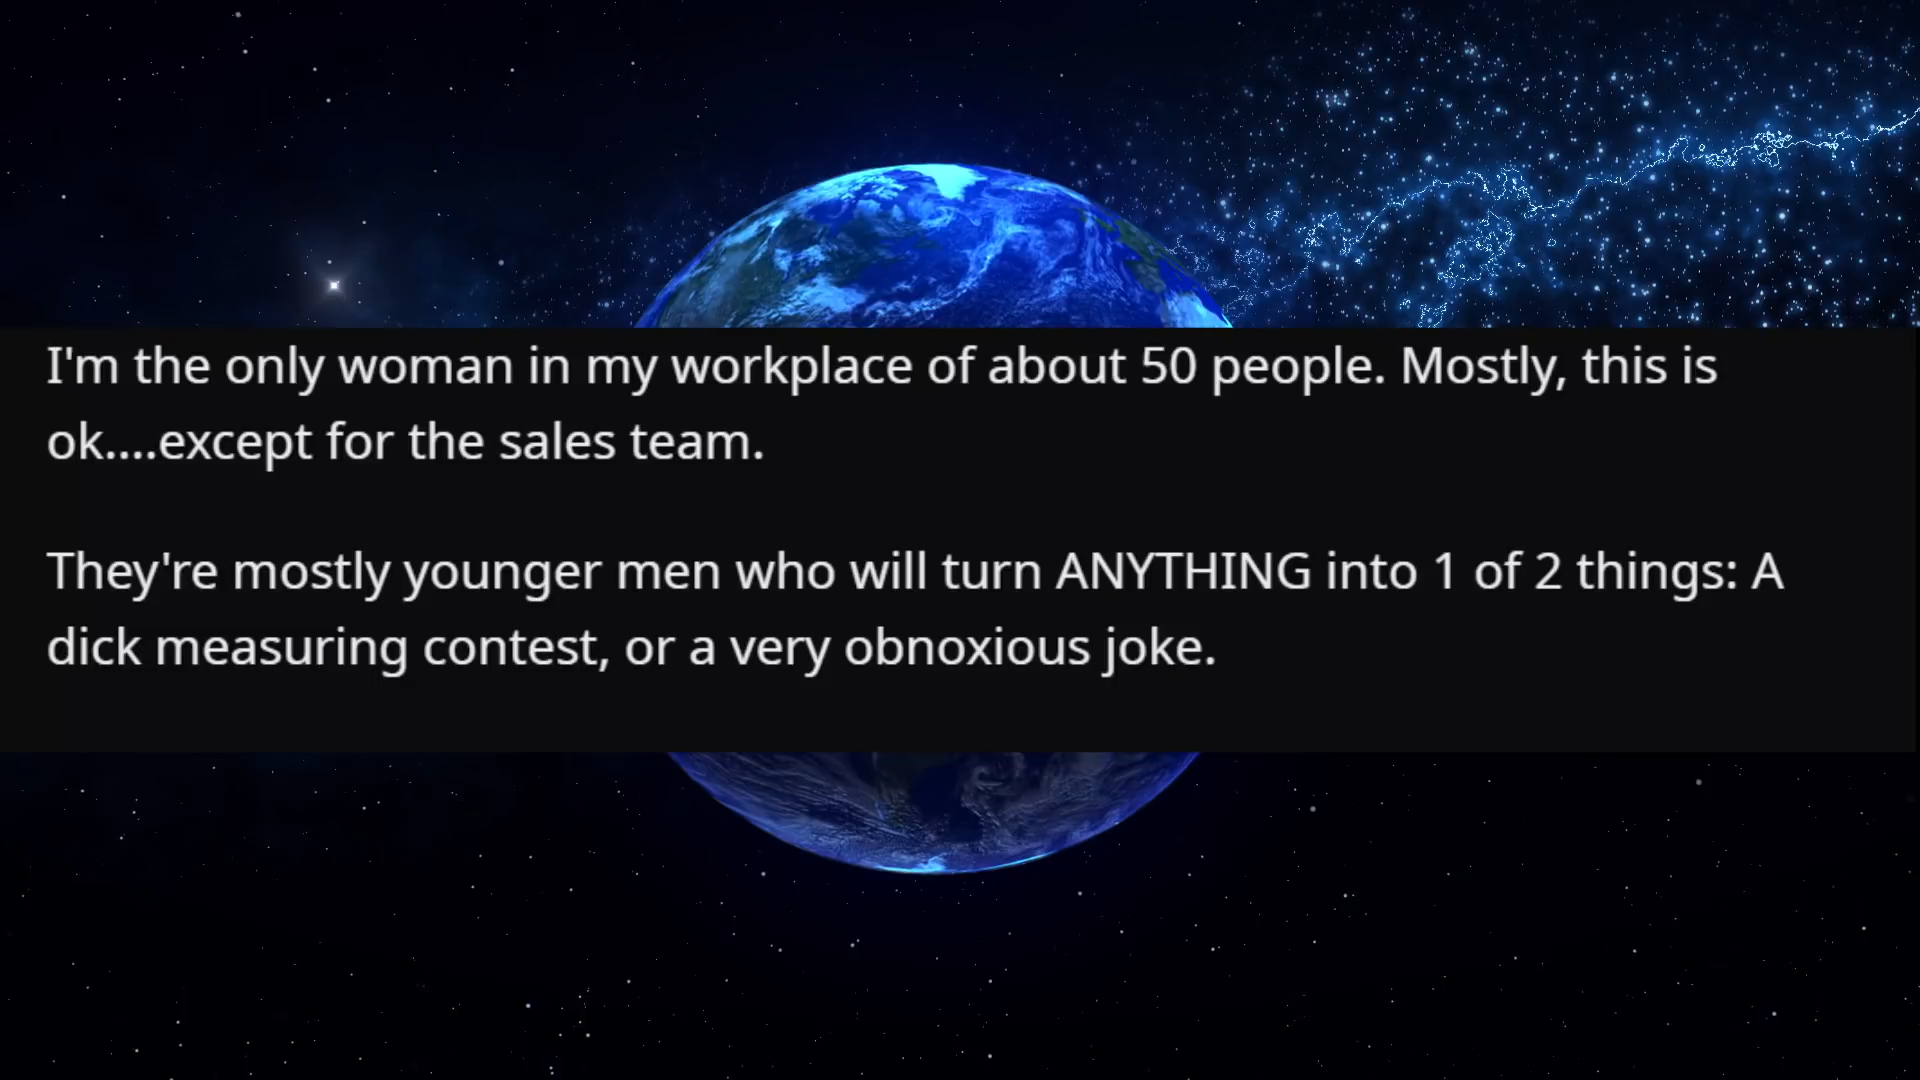 I'm the only woman in my workplace of about 50 people. Mostly, this is
ok....except for the sales team.
They're mostly younger men who will turn ANYTHING into 1 of 2 things: A
dick measuring contest, or a very obnoxious joke.